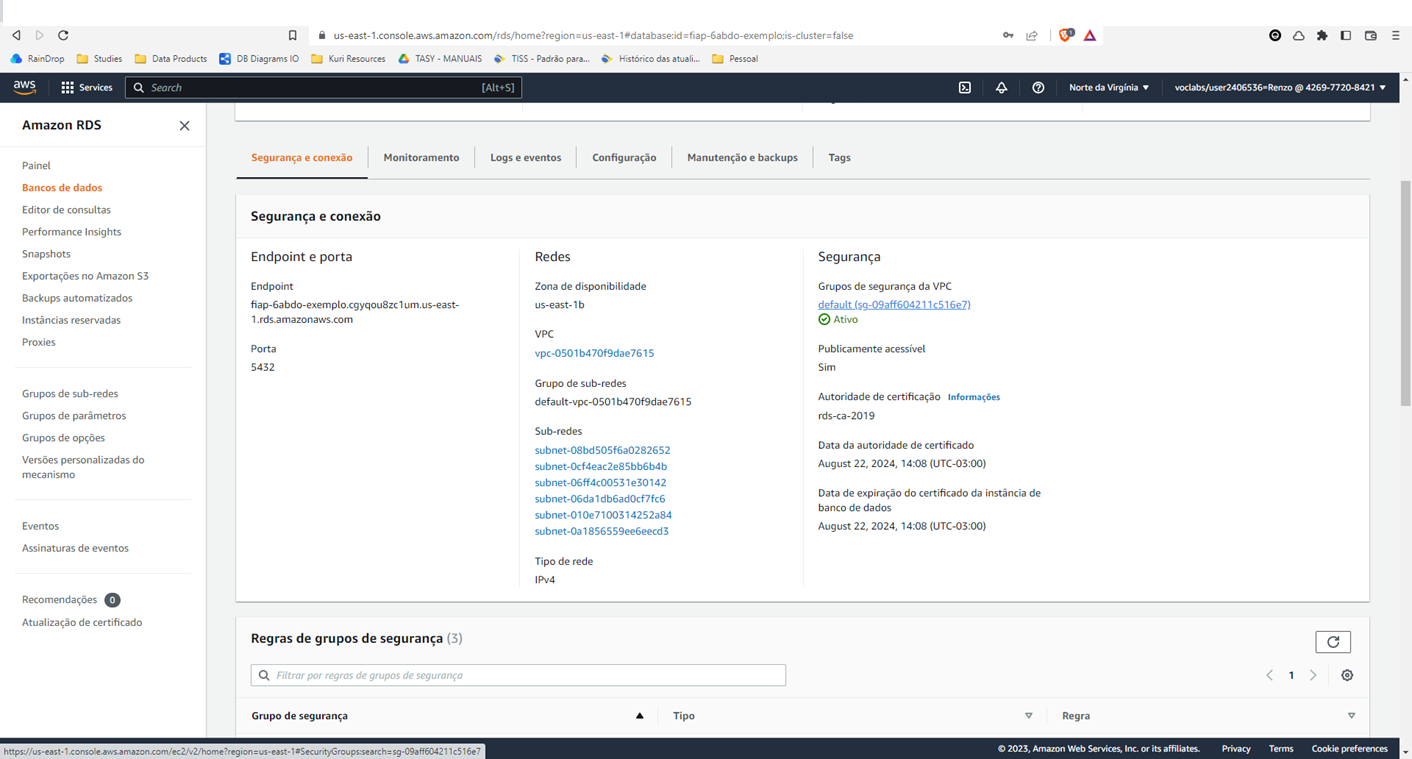 us-east-1.console.aws.amazon.com/rds/home?region=us-east-1#database:id=fiap-6abdo-exemplo;is-cluster=false
1
RainDrop
Studies
Data Products
DB Diagrams IO
Kuri Resources
TASY - MANUAIS
TISS - Padrão para...
Histórico das atuali...
Pessoal
aws
Services
Search
[Alt+S]
Norte da Virgínia
voclabs/user2406536=Renzo @ 4269-7720-8421
Amazon RDS
Painel
Bancos de dados
Editor de consultas
Performance Insights
Snapshots
Exportações no Amazon S3
Backups automatizados
Instâncias reservadas
Proxies
Grupos de sub-redes
Grupos de parâmetros
Grupos de opções
Versões personalizadas do
mecanismo
Eventos
Assinaturas de eventos
Recomendações 0
Atualização de certificado
Segurança e conexão
Monitoramento
Logs e eventos
Configuração
Manutenção e backups
Tags
Segurança e conexão
Endpoint e porta
Endpoint
fiap-6abdo-exemplo.cgyqou8zc1um.us-east-
1.rds.amazonaws.com
Porta
5432
Redes
Zona de disponibilidade
us-east-1b
VPC
vpc-0501b470f9dae7615
Grupo de sub-redes
default-vpc-0501b470f9dae7615
Sub-redes
subnet-08bd505f6a0282652
subnet-0cf4eac2e85bb6b4b
subnet-06ff4c00531e30142
subnet-06da1db6ad0cf7fc6
subnet-010e7100314252a84
subnet-0a1856559ee6eecd3
Tipo de rede
IPv4
Segurança
Grupos de segurança da VPC
default (sg-09aff604211c516e7)
Ativo
Publicamente acessível
Sim
Autoridade de certificação Informações
rds-ca-2019
Data da autoridade de certificado
August 22, 2024, 14:08 (UTC-03:00)
Data de expiração do certificado da instância de
banco de dados
August 22, 2024, 14:08 (UTC-03:00)
Regras de grupos de segurança (3)
Filtrar por regras de grupos de segurança
1
Grupo de segurança
Tipo
Regra
https://us-east-1.console.aws.amazon.com/ec2/v2/home?region=us-east-1#SecurityGroups:search=sg-09aff604211c516e7
© 2023, Amazon Web Services, Inc. or its affiliates.
Privacy
Terms
Cookie preferences